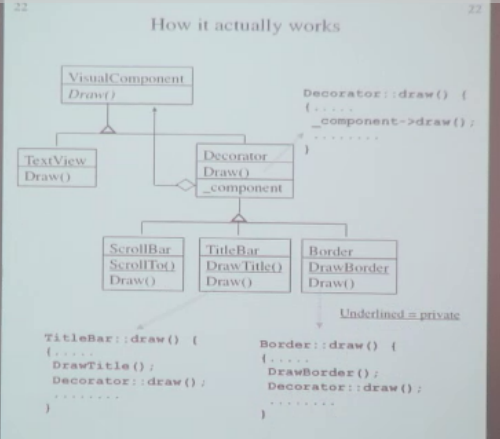 22
22
How it actually works
VisualComponent
Draw()
Decorator::draw() {
{.....
_component->draw();
........
}
TextView
Draw()
Decorator
Draw()
_component
ScrollBar
ScrollTo()
Draw()
TitleBar
DrawTitle()
Draw()
Border
DrawBorder
Draw()
Underlined = private
TitleBar::draw() {
{.....
DrawTitle();
Decorator::draw();
........
}
Border::draw() {
{.....
DrawBorder();
Decorator::draw();
........
}